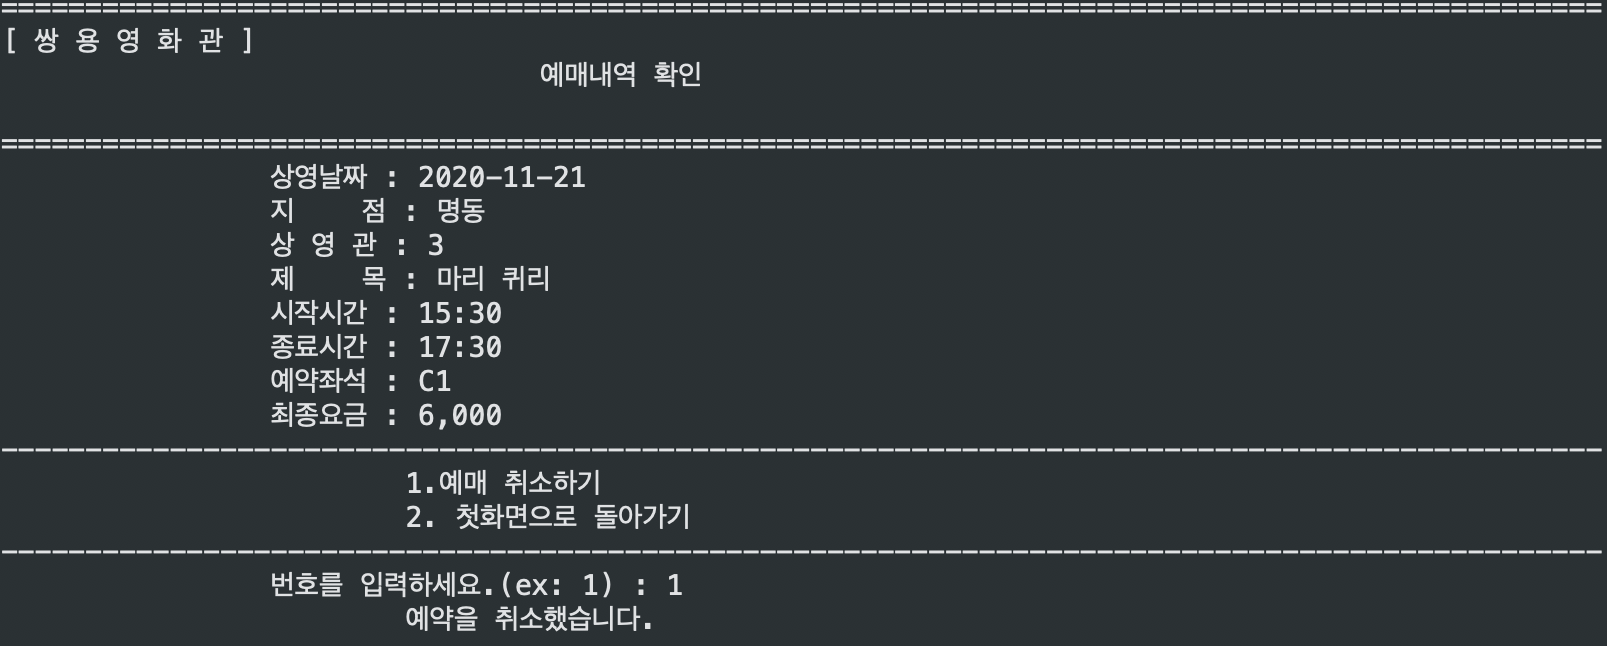 [ 쌍 용 영 화 관 ]
예매내역 확인
상영날짜 : 2020-11-21
지    점 : 명동
상 영 관 : 3
제    목 : 마리 퀴리
시작시간 : 15:30
종료시간 : 17:30
예약좌석 : C1
최종요금 : 6,000
1.예매 취소하기
2. 첫화면으로 돌아가기
번호를 입력하세요.(ex: 1) : 1
예약을 취소했습니다.